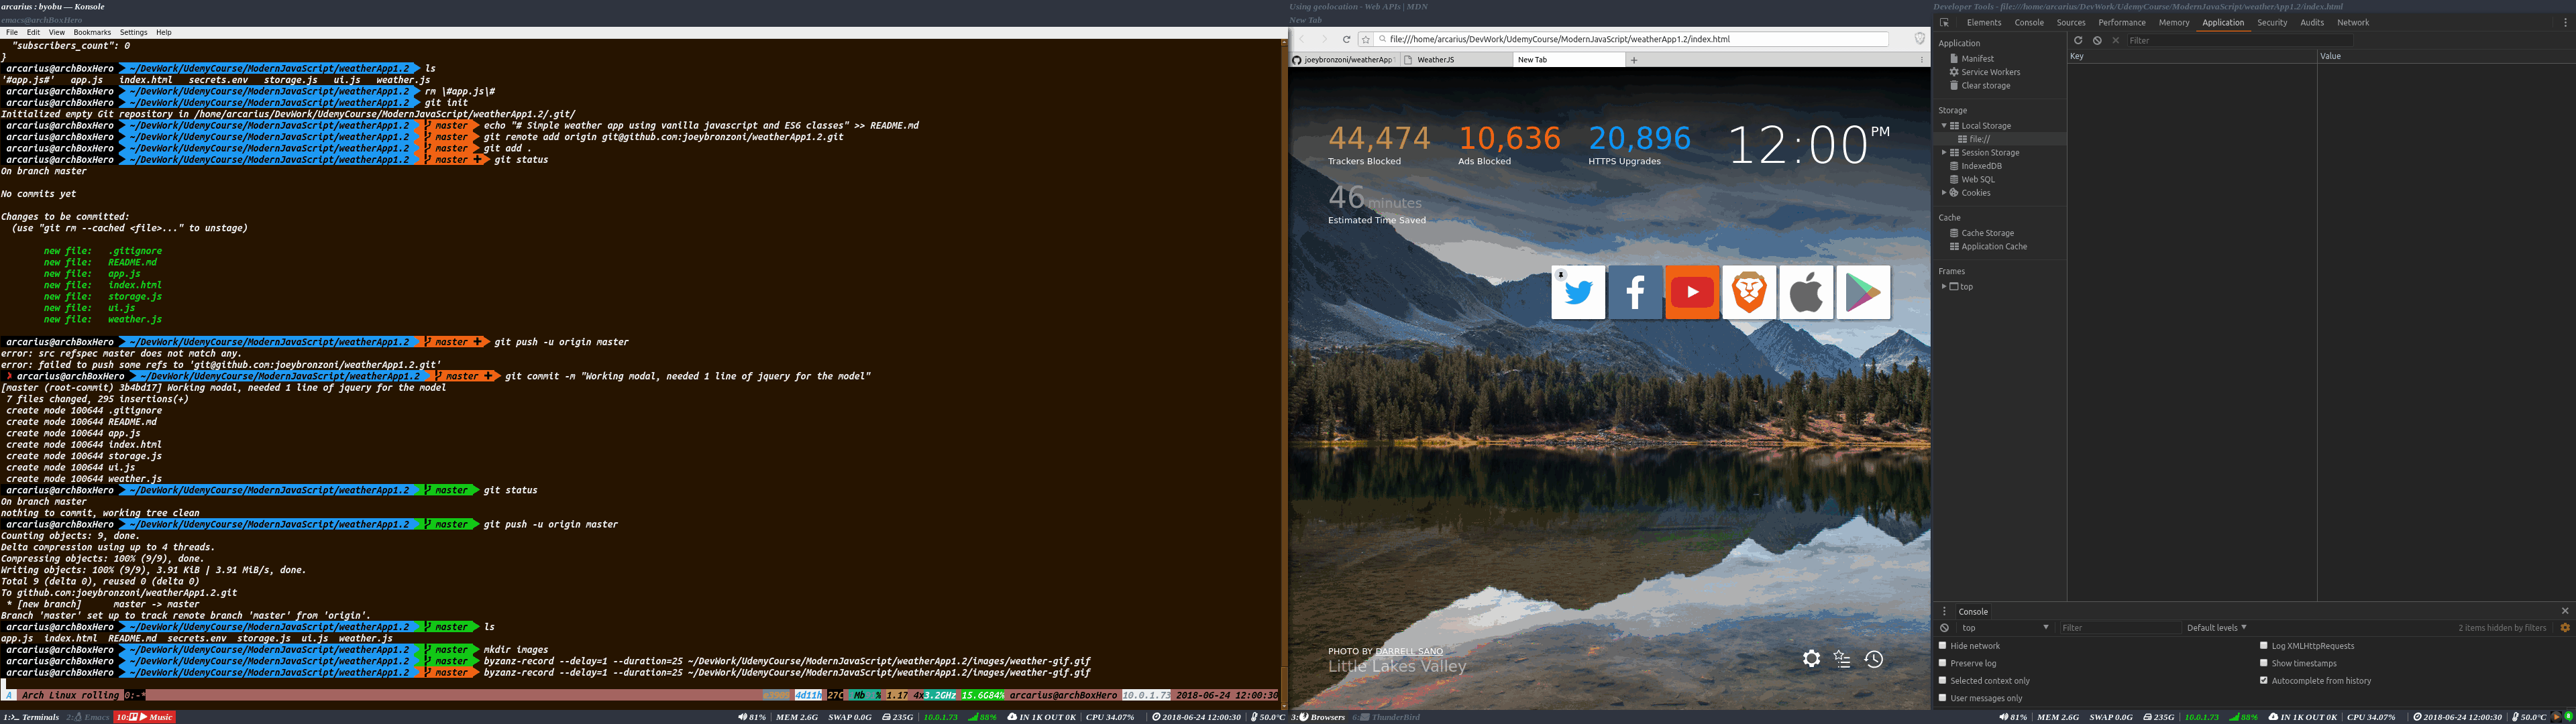 arcarius : byobu — Konsole
emacs@archBoxHero
File Edit View Bookmarks Settings Help
"subscribers_count": 0
}
arcarius@archBoxHero ~/DevWork/UdemyCourse/ModernJavaScript/weatherApp1.2 ls
'#app.js#' app.js index.html secrets.env storage.js ui.js weather.js
arcarius@archBoxHero ~/DevWork/UdemyCourse/ModernJavaScript/weatherApp1.2 rm \#app.js\#
arcarius@archBoxHero ~/DevWork/UdemyCourse/ModernJavaScript/weatherApp1.2 git init
Initialized empty Git repository in /home/arcarius/DevWork/UdemyCourse/ModernJavaScript/weatherApp1.2/.git/
arcarius@archBoxHero ~/DevWork/UdemyCourse/ModernJavaScript/weatherApp1.2 master echo "# Simple weather app using vanilla javascript and ES6 classes" >> README.md
arcarius@archBoxHero ~/DevWork/UdemyCourse/ModernJavaScript/weatherApp1.2 master git remote add origin git@github.com:joeybronzoni/weatherApp1.2.git
arcarius@archBoxHero ~/DevWork/UdemyCourse/ModernJavaScript/weatherApp1.2 master git add .
arcarius@archBoxHero ~/DevWork/UdemyCourse/ModernJavaScript/weatherApp1.2 master + git status
On branch master
No commits yet
Changes to be committed:
(use "git rm --cached <file>..." to unstage)
new file: .gitignore
new file: README.md
new file: app.js
new file: index.html
new file: storage.js
new file: ui.js
new file: weather.js
arcarius@archBoxHero ~/DevWork/UdemyCourse/ModernJavaScript/weatherApp1.2 master + git push -u origin master
error: src refspec master does not match any.
error: failed to push some refs to 'git@github.com:joeybronzoni/weatherApp1.2.git'
arcarius@archBoxHero ~/DevWork/UdemyCourse/ModernJavaScript/weatherApp1.2 master + git commit -m "Working modal, needed 1 line of jquery for the model"
[master (root-commit) 3b4bd17] Working modal, needed 1 line of jquery for the model
7 files changed, 295 insertions(+)
create mode 100644 .gitignore
create mode 100644 README.md
create mode 100644 app.js
create mode 100644 index.html
create mode 100644 storage.js
create mode 100644 ui.js
create mode 100644 weather.js
arcarius@archBoxHero ~/DevWork/UdemyCourse/ModernJavaScript/weatherApp1.2 master git status
On branch master
nothing to commit, working tree clean
arcarius@archBoxHero ~/DevWork/UdemyCourse/ModernJavaScript/weatherApp1.2 master git push -u origin master
Counting objects: 9, done.
Delta compression using up to 4 threads.
Compressing objects: 100% (9/9), done.
Writing objects: 100% (9/9), 3.91 KiB | 3.91 MiB/s, done.
Total 9 (delta 0), reused 0 (delta 0)
To github.com:joeybronzoni/weatherApp1.2.git
* [new branch] master -> master
Branch 'master' set up to track remote branch 'master' from 'origin'.
arcarius@archBoxHero ~/DevWork/UdemyCourse/ModernJavaScript/weatherApp1.2 master ls
app.js index.html README.md secrets.env storage.js ui.js weather.js
arcarius@archBoxHero ~/DevWork/UdemyCourse/ModernJavaScript/weatherApp1.2 master mkdir images
arcarius@archBoxHero ~/DevWork/UdemyCourse/ModernJavaScript/weatherApp1.2 master byzanz-record --delay=1 --duration=25 ~/DevWork/UdemyCourse/ModernJavaScript/weatherApp1.2/images/weather-gif.gif
arcarius@archBoxHero ~/DevWork/UdemyCourse/ModernJavaScript/weatherApp1.2 master byzanz-record --delay=1 --duration=25 ~/DevWork/UdemyCourse/ModernJavaScript/weatherApp1.2/images/weather-gif.gif
A Arch Linux rolling 0:-* 4d11h 27C Mb % 1.17 4x3.2GHz 15.6G84% arcarius@archBoxHero 10.0.1.73 2018-06-24 12:00:30
1: Terminals 2: Emacs 10: Music 81% | MEM 2.6G SWAP 0.0G 235G | 10.0.1.73 88% | IN 1K OUT 0K | CPU 34.07% | 2018-06-24 12:00:30 | 50.0°C
Using geolocation - Web APIs | MDN
New Tab
file:///home/arcarius/DevWork/UdemyCourse/ModernJavaScript/weatherApp1.2/index.html
joeybronzoni/weatherApp WeatherJS New Tab +
44,474 10,636 20,896 12:00 PM
Trackers Blocked Ads Blocked HTTPS Upgrades
46 minutes
Estimated Time Saved
PHOTO BY DARRELL SANO
Little Lakes Valley
3: Browsers 6: ThunderBird
Developer Tools - file:///home/arcarius/DevWork/UdemyCourse/ModernJavaScript/weatherApp1.2/index.html
Elements Console Sources Performance Memory Application Security Audits Network
Application
Filter
Key Value
Manifest
Service Workers
Clear storage
Storage
Local Storage
file://
Session Storage
IndexedDB
Web SQL
Cookies
Cache
Cache Storage
Application Cache
Frames
top
Console
top Filter Default levels 2 items hidden by filters
Hide network Log XMLHttpRequests
Preserve log Show timestamps
Selected context only Autocomplete from history
User messages only
81% | MEM 2.6G SWAP 0.0G 235G | 10.0.1.73 88% | IN 1K OUT 0K | CPU 34.07% | 2018-06-24 12:00:30 | 50.0°C